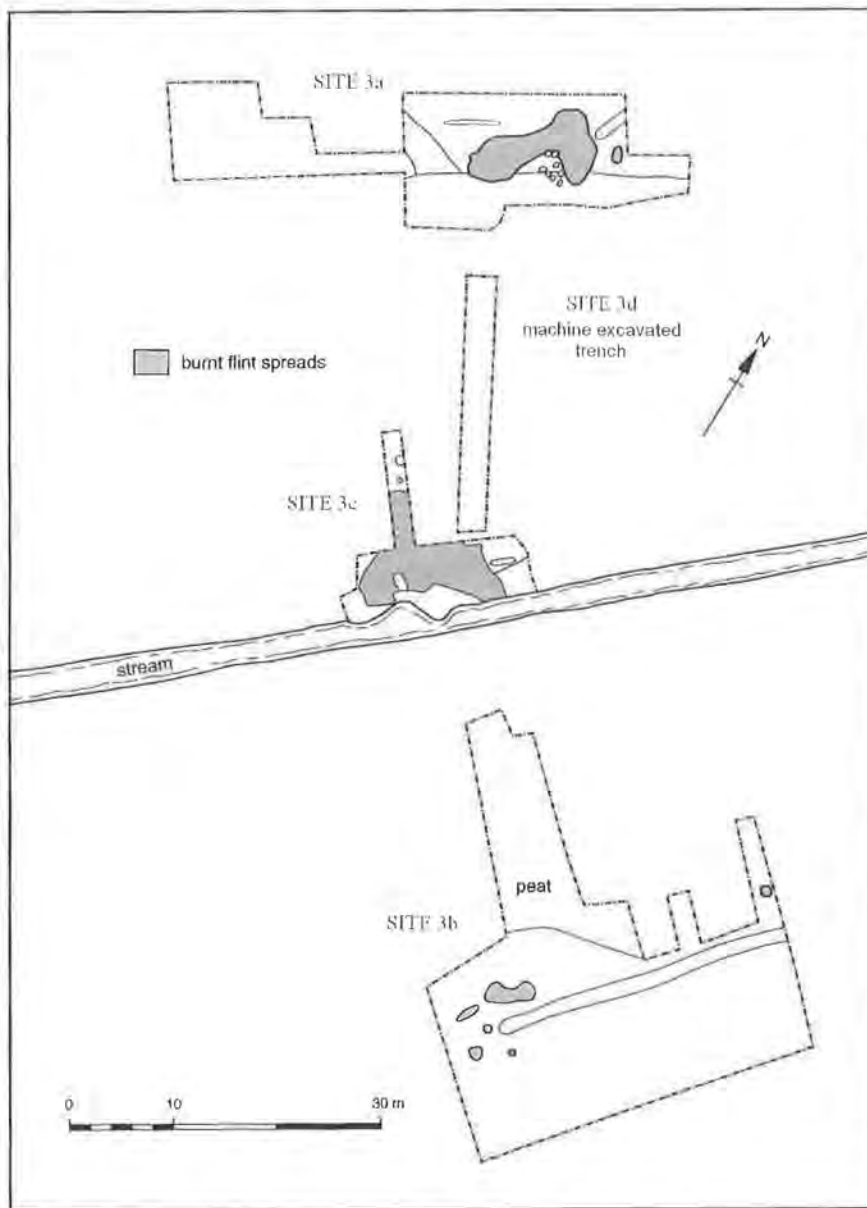 SITE 3a
SITE 3d
machine excavated
trench
N
burnt flint spreads
SITE 3c
stream
peat
SITE 3b
0 10 30 m